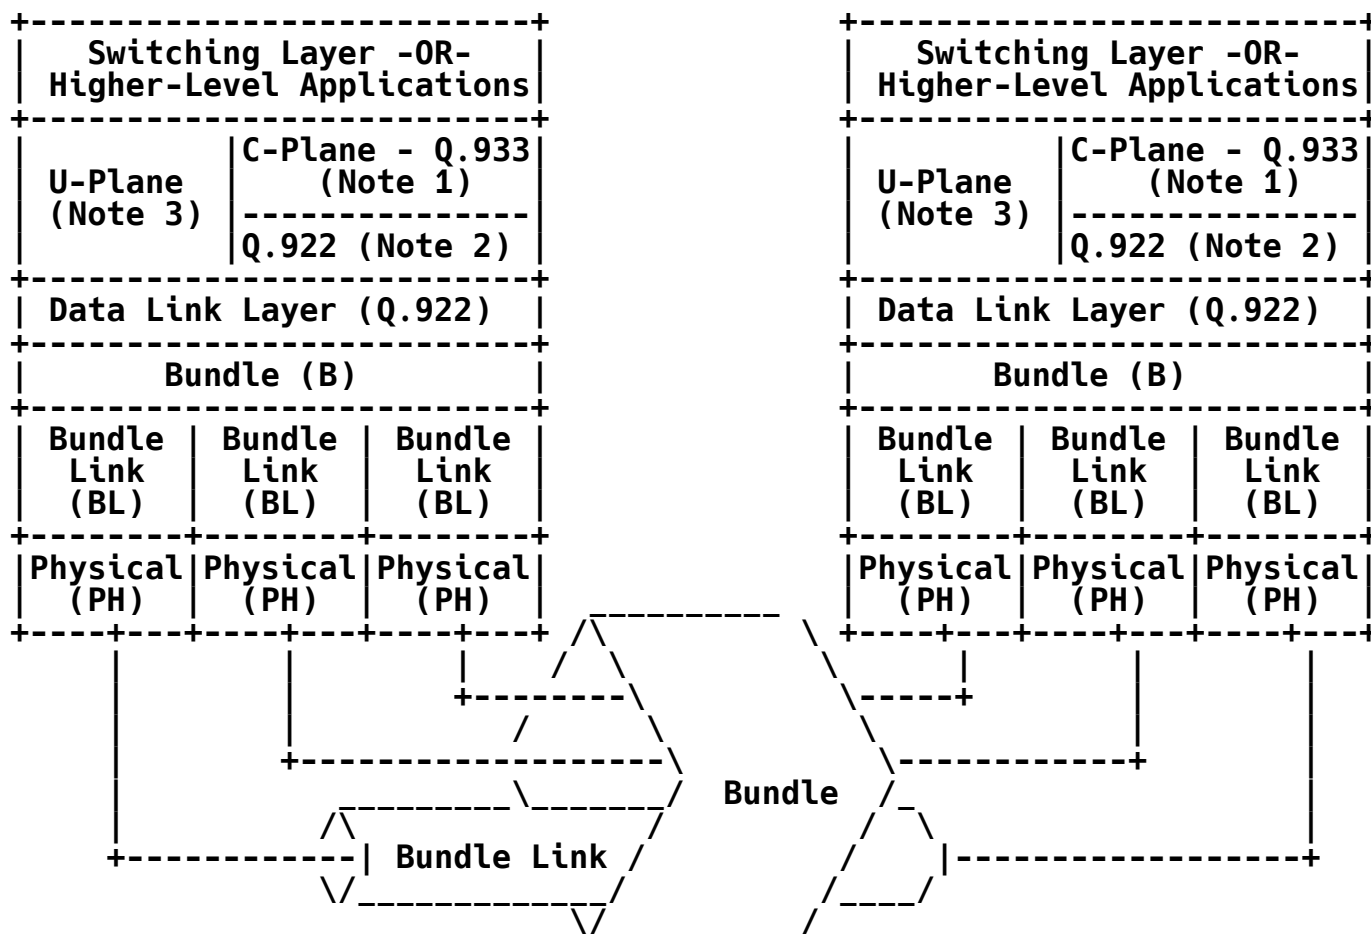 Switching Layer -OR-    Switching Layer -OR-
Higher-Level Applications    Higher-Level Applications
C-Plane - Q.933    C-Plane - Q.933
U-Plane    (Note 1)    U-Plane    (Note 1)
(Note 3)    (Note 3)
Q.922 (Note 2)    Q.922 (Note 2)
Data Link Layer (Q.922)    Data Link Layer (Q.922)
Bundle (B)    Bundle (B)
Bundle    Bundle    Bundle    Bundle    Bundle    Bundle
Link    Link    Link    Link    Link    Link
(BL)    (BL)    (BL)    (BL)    (BL)    (BL)
Physical    Physical    Physical    Physical    Physical    Physical
(PH)    (PH)    (PH)    (PH)    (PH)    (PH)
Bundle
Bundle Link